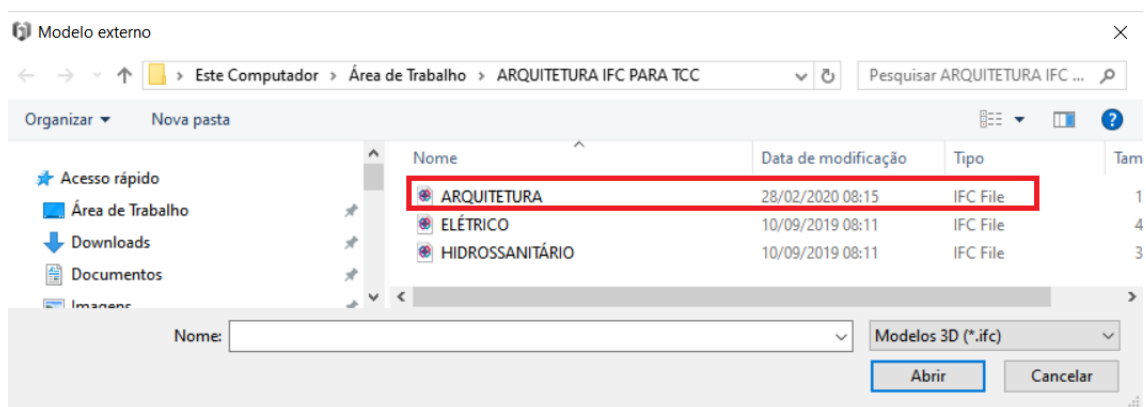 Modelo externo
Este Computador > Área de Trabalho > ARQUITETURA IFC PARA TCC
Pesquisar ARQUITETURA IFC ...
Organizar Nova pasta
Nome Data de modificação Tipo Tam
Acesso rápido
Área de Trabalho
Downloads
Documentos
Imagens
ARQUITETURA 28/02/2020 08:15 IFC File 1
ELÉTRICO 10/09/2019 08:11 IFC File 4
HIDROSSANITÁRIO 10/09/2019 08:11 IFC File 3
Nome: Modelos 3D (*.ifc)
Abrir Cancelar